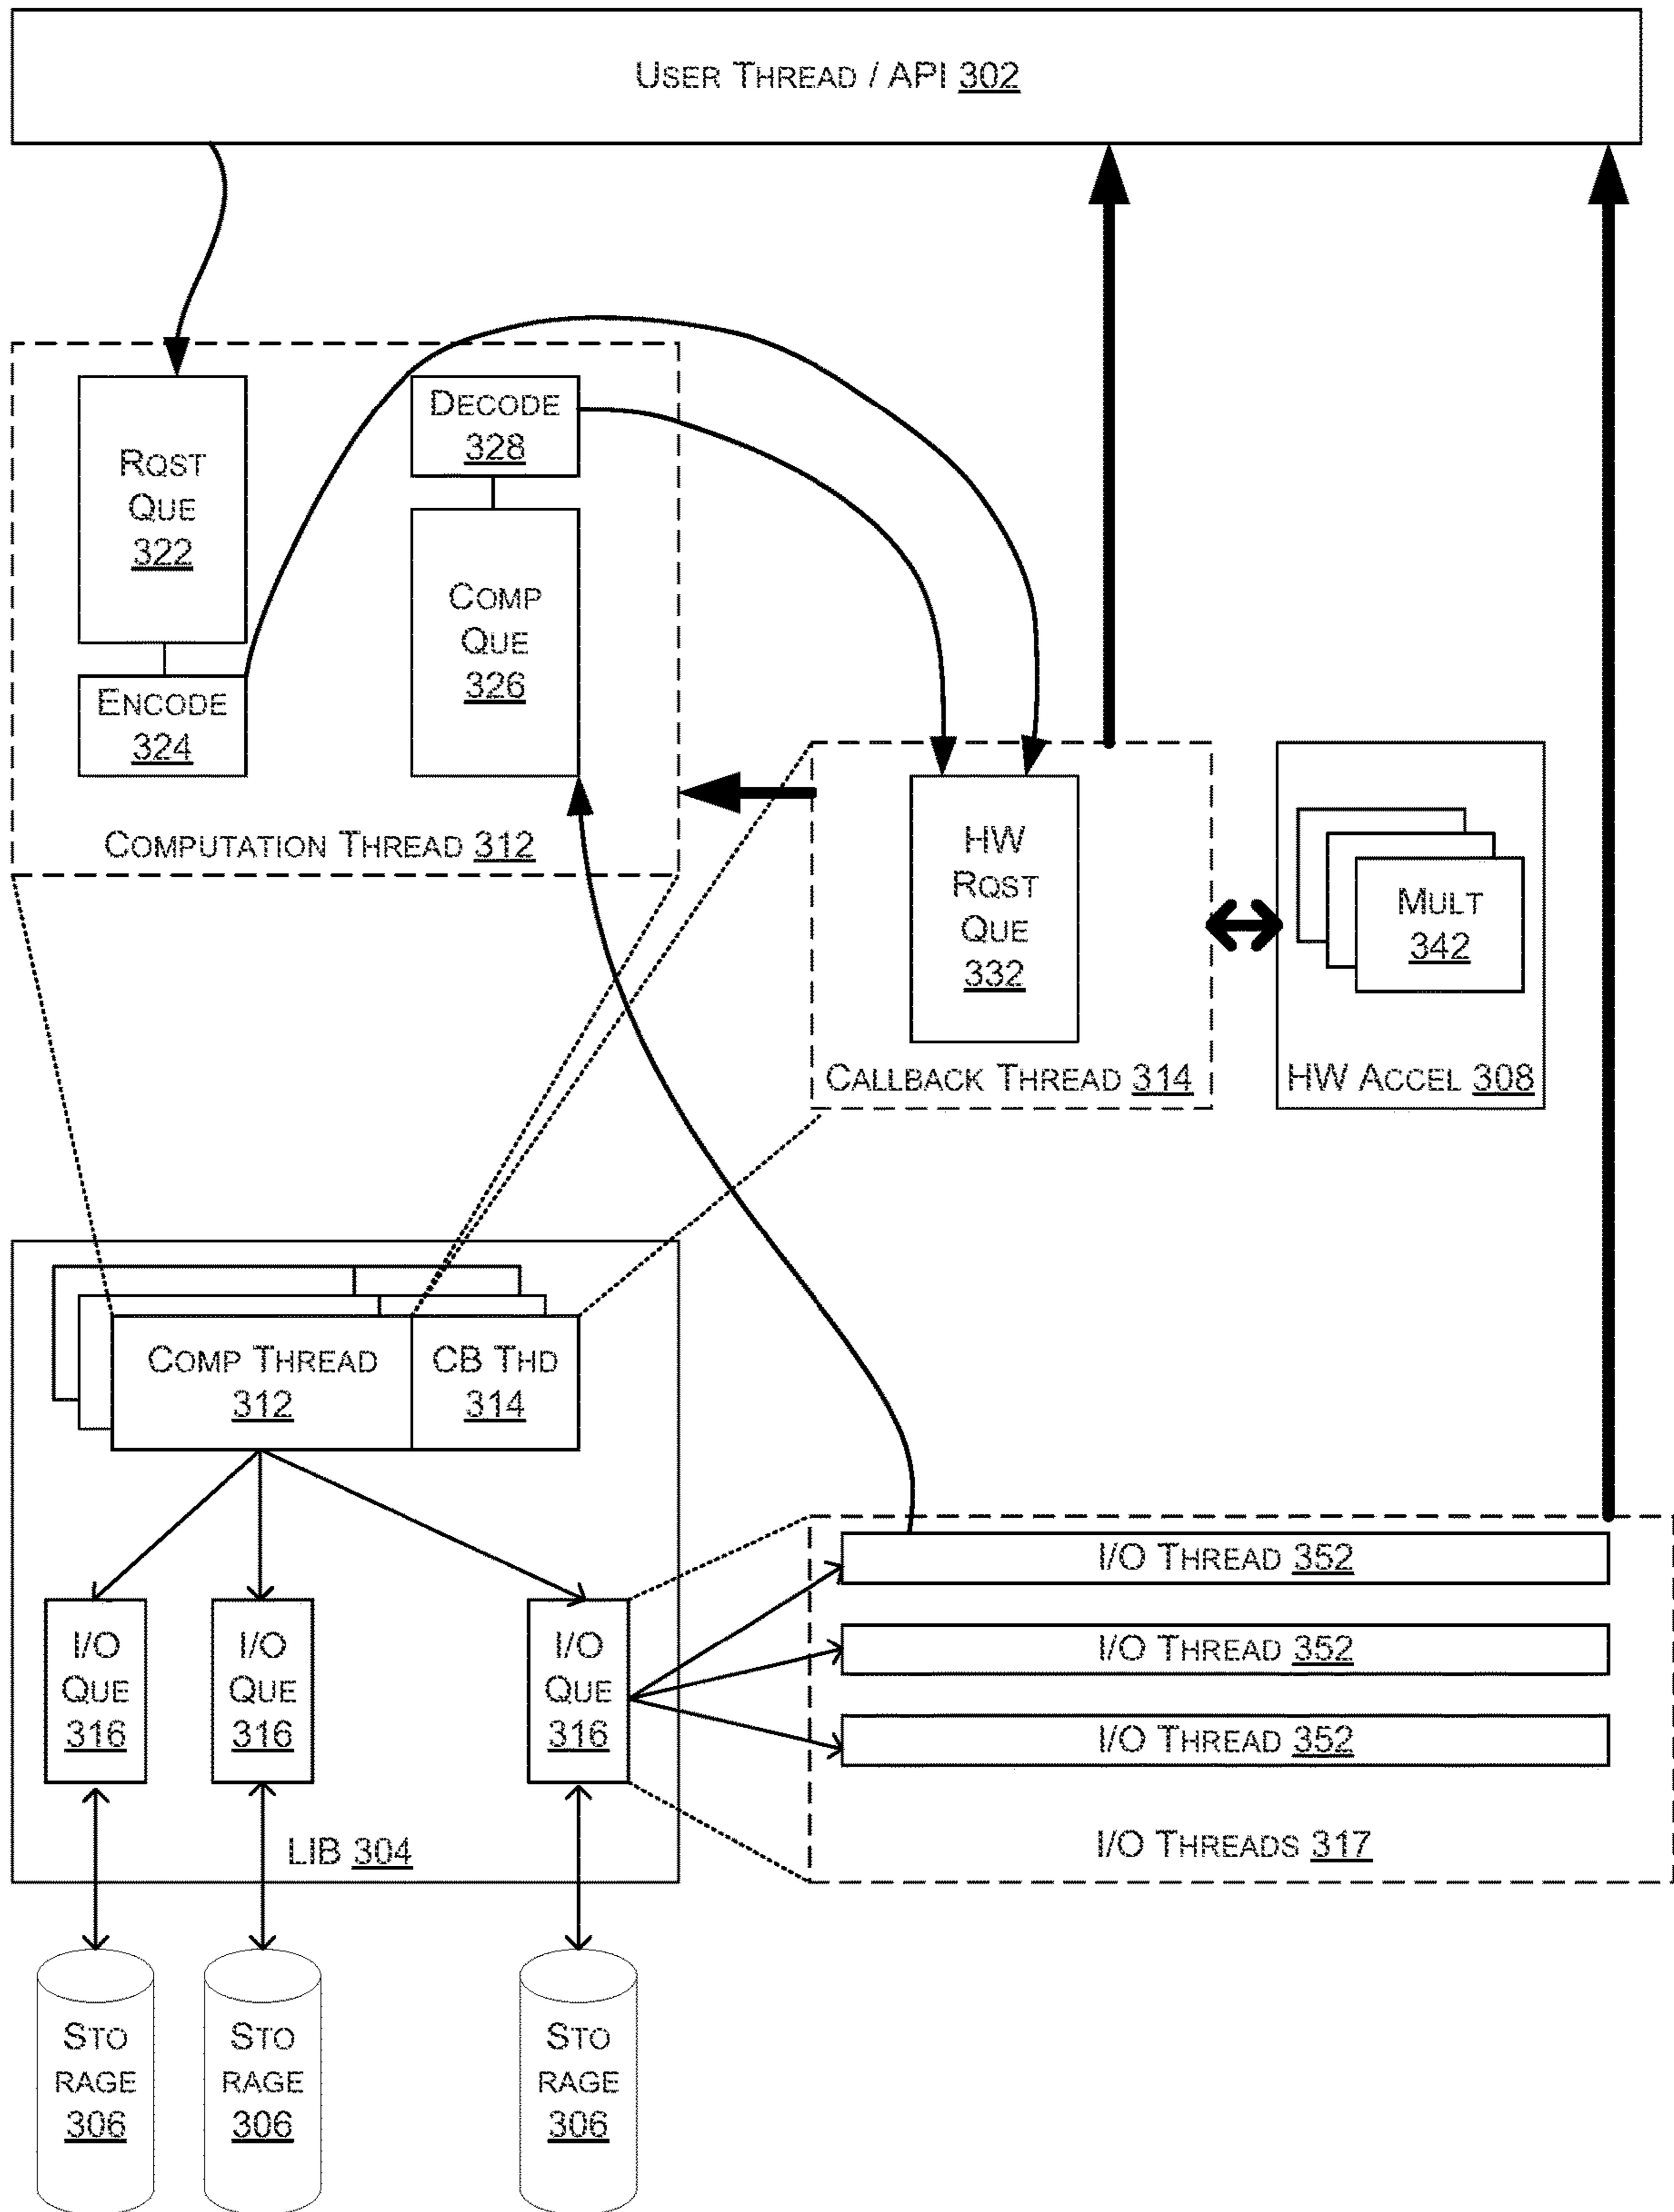 User Thread / API 302
Rqst
Que
322
Encode
324
Decode
328
Comp
Que
326
Computation Thread 312
HW
Rqst
Que
332
Callback Thread 314
Mult
342
HW Accel 308
Comp Thread
312
CB Thd
314
I/O
Que
316
I/O
Que
316
I/O
Que
316
LIB 304
I/O Thread 352
I/O Thread 352
I/O Thread 352
I/O Threads 317
Sto
rage
306
Sto
rage
306
Sto
rage
306